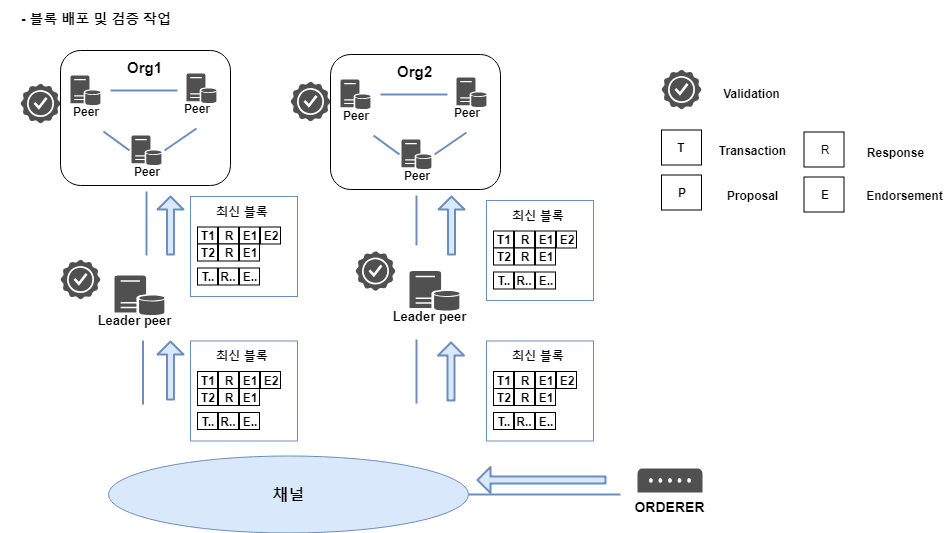 - 블록 배포 및 검증 작업
Org1
Peer
Peer
Peer
Org2
Peer
Peer
Peer
Validation
T Transaction
R Response
P Proposal
E Endorsement
최신 블록
T1 R E1 E2
T2 R E1
T.. R.. E..
최신 블록
T1 R E1 E2
T2 R E1
T.. R.. E..
Leader peer
Leader peer
최신 블록
T1 R E1 E2
T2 R E1
T.. R.. E..
최신 블록
T1 R E1 E2
T2 R E1
T.. R.. E..
채널
ORDERER